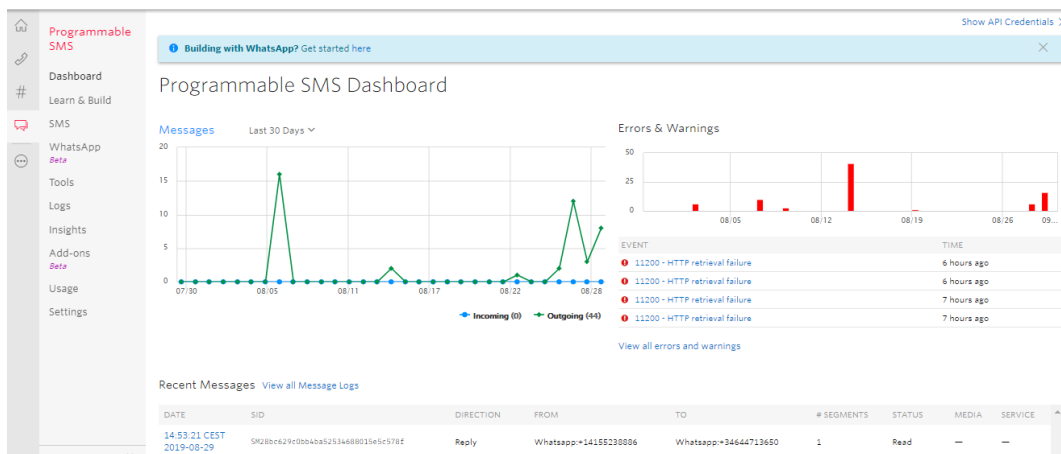 Show API Credentials
Programmable
SMS
Dashboard
Learn & Build
SMS
WhatsApp
Beta
Tools
Logs
Insights
Add-ons
Beta
Usage
Settings
Building with WhatsApp? Get started here
Programmable SMS Dashboard
Messages Last 30 Days
20
15
10
5
0
07/30 08/05 08/11 08/17 08/22 08/28
Incoming (0) Outgoing (44)
Errors & Warnings
50
25
0
08/05 08/12 08/19 08/26 09...
EVENT TIME
11200 - HTTP retrieval failure 6 hours ago
11200 - HTTP retrieval failure 6 hours ago
11200 - HTTP retrieval failure 7 hours ago
11200 - HTTP retrieval failure 7 hours ago
View all errors and warnings
Recent Messages View all Message Logs
DATE SID DIRECTION FROM TO # SEGMENTS STATUS MEDIA SERVICE
14:53:21 CEST
2019-08-29 SM28bc629c0bb4ba52534688015e5c578f Reply Whatsapp:+14155238886 Whatsapp:+34644713650 1 Read — —